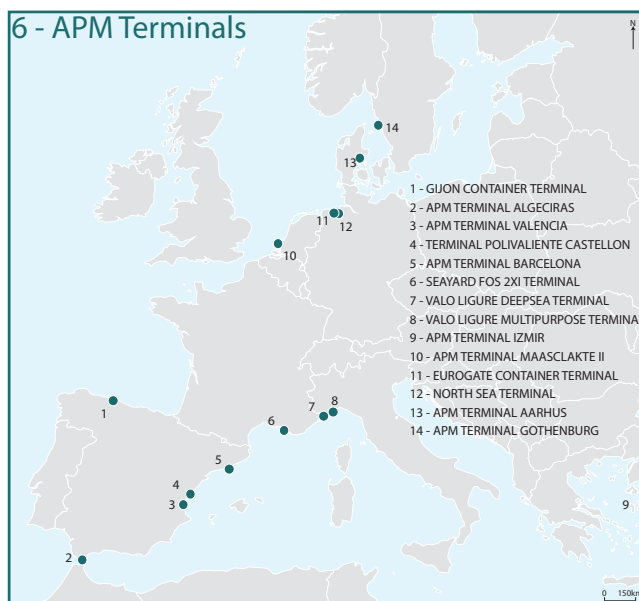 6 - APM Terminals
N
14
13
11
12
10
1 - GIJON CONTAINER TERMINAL
2 - APM TERMINAL ALGECIRAS
3 - APM TERMINAL VALENCIA
4 - TERMINAL POLIVALIENTE CASTELLON
5 - APM TERMINAL BARCELONA
6 - SEAYARD FOS 2XI TERMINAL
7 - VALO LIGURE DEEPSEA TERMINAL
8 - VALO LIGURE MULTIPURPOSE TERMINA
9 - APM TERMINAL IZMIR
10 - APM TERMINAL MAASCLAKTE II
11 - EUROGATE CONTAINER TERMINAL
12 - NORTH SEA TERMINAL
13 - APM TERMINAL AARHUS
14 - APM TERMINAL GOTHENBURG
1
7
8
6
5
4
3
9
2
0 150km